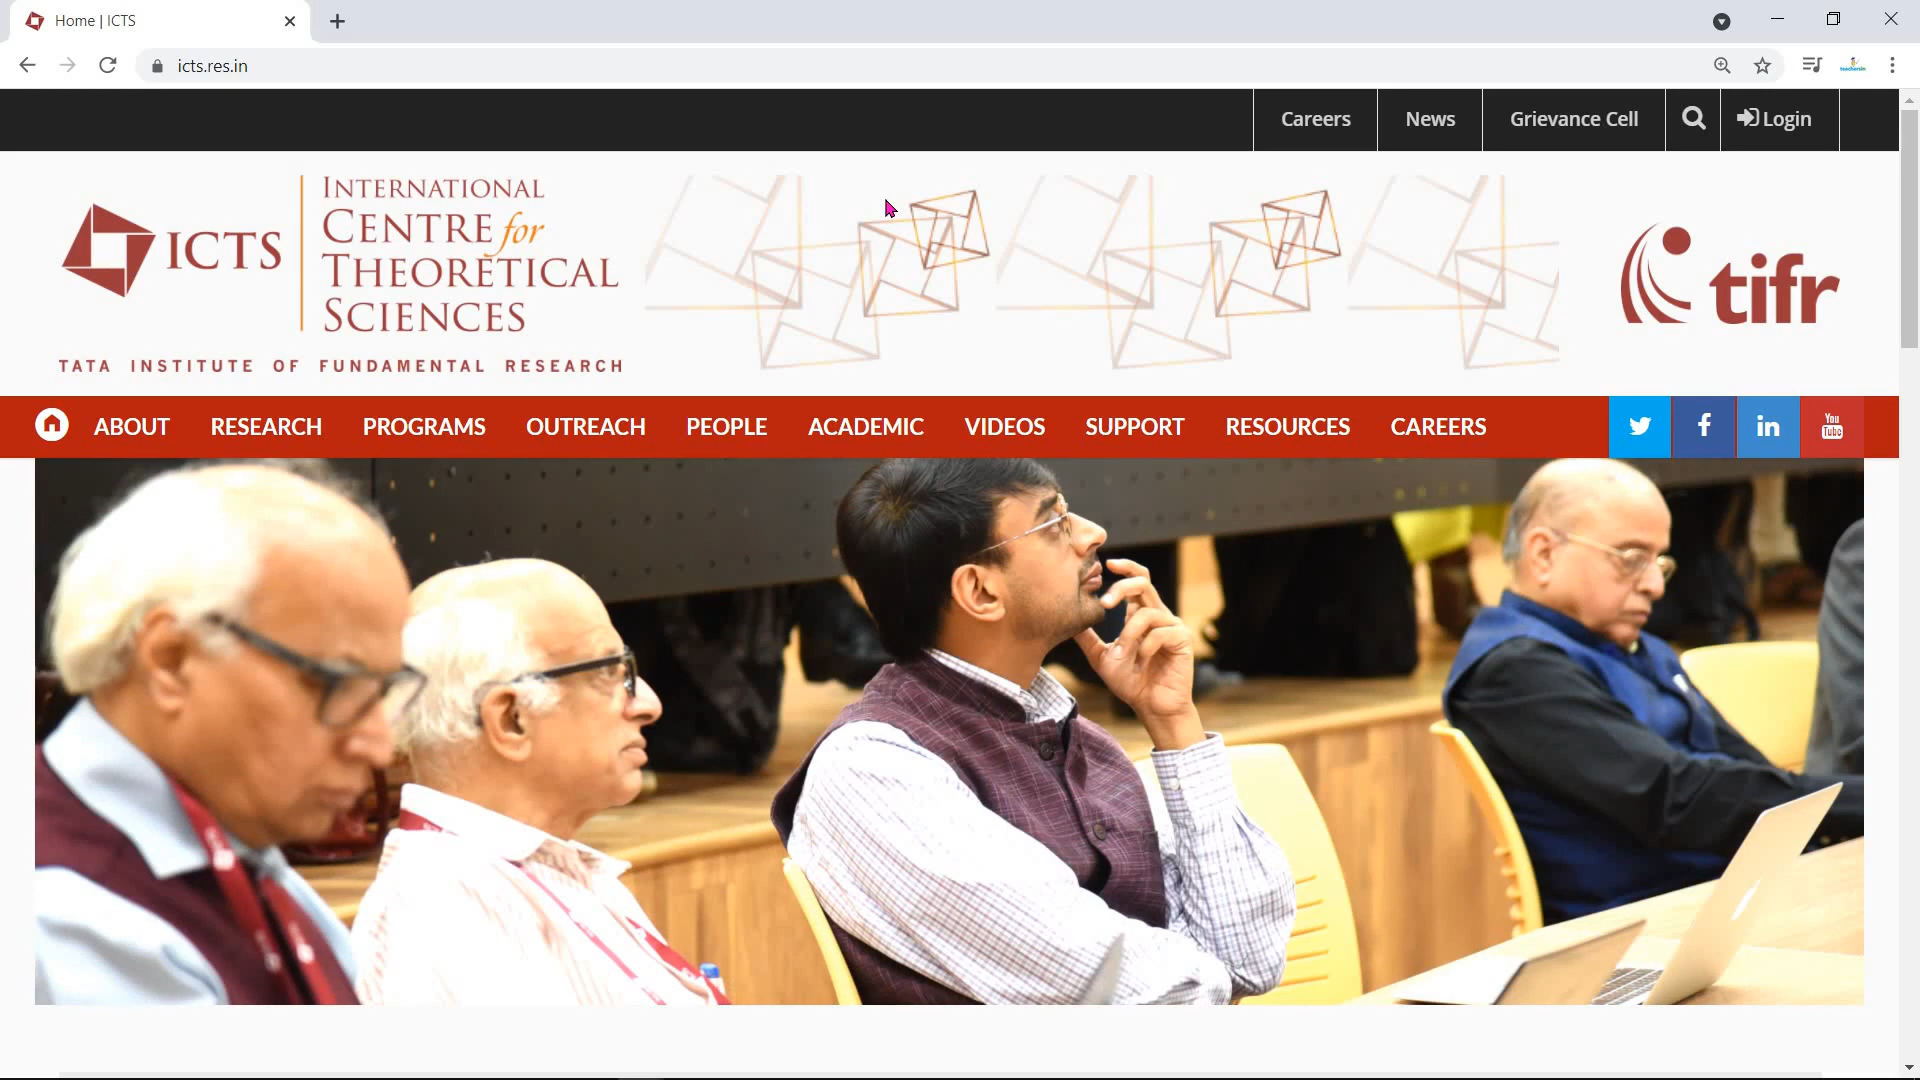 Home | ICTS
icts.res.in
Careers
News
Grievance Cell
Login
ICTS
INTERNATIONAL
CENTRE for
THEORETICAL
SCIENCES
TATA INSTITUTE OF FUNDAMENTAL RESEARCH
tifr
ABOUT
RESEARCH
PROGRAMS
OUTREACH
PEOPLE
ACADEMIC
VIDEOS
SUPPORT
RESOURCES
CAREERS
You
Tube